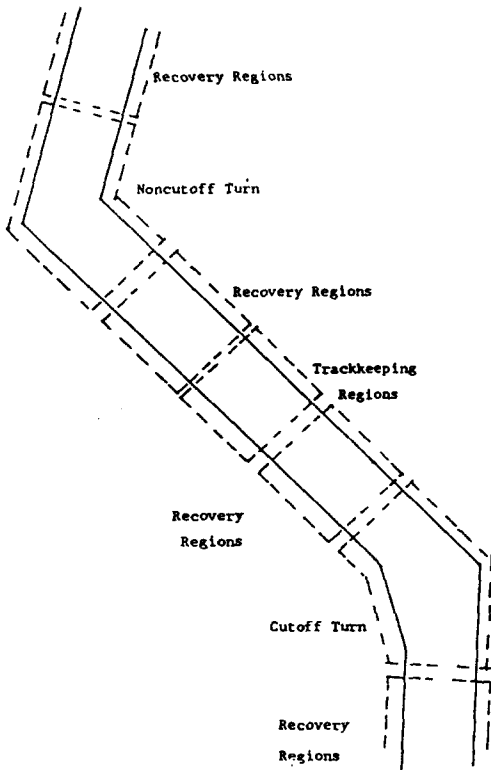 Recovery Regions
Noncutoff Turn
Recovery Regions
Trackkeeping
Regions
Recovery
Regions
Cutoff Turn
Recovery
Regions